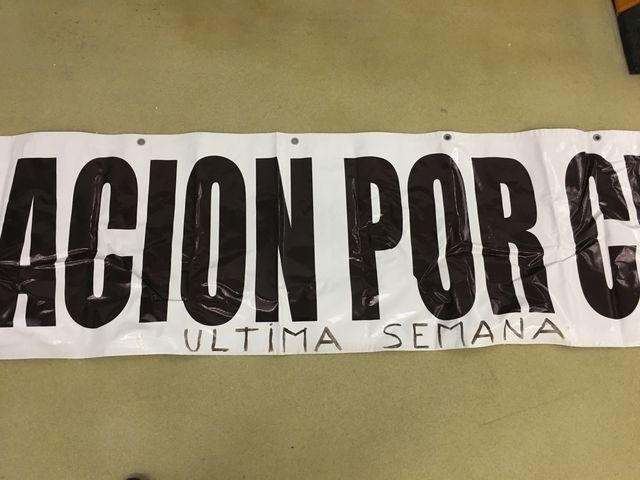 ACION POR C
ULTIMA SEMANA